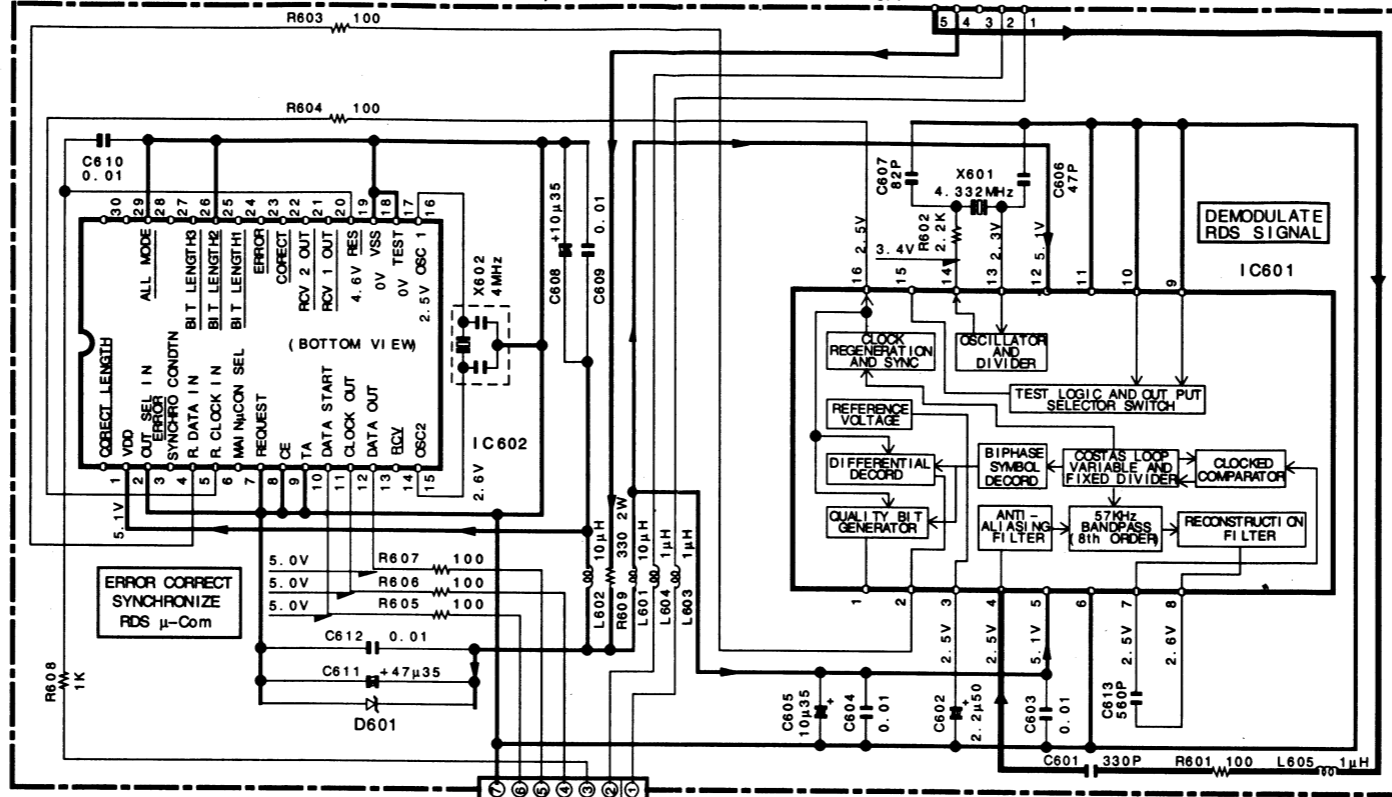 R603 100
5 4 3 2 1
R604 100
C610
0.01
30 29 28 27 26 25 24 23 22 21 20 19 18 17 16
ALL MODE
BIT LENGTH3
BIT LENGTH2
BIT LENGTH1
ERROR
CORECT
RCV 2 OUT
RCV 1 OUT
4.6V RES
0V VSS
0V TEST
2.5V OSC 1
(BOTTOM VIEW)
X602
4MHz
IC602
QORECT LENGTH
VDD
OUT SEL IN
ERROR
SYNCHRO CONDTN
R. DATA IN
R. CLOCK IN
MAIN μCON SEL
REQUEST
CE
TA
DATA START
CLOCK OUT
DATA OUT
RCV
OSC2
1 2 3 4 5 6 7 8 9 10 11 12 13 14 15
5.1V
2.6V
+10μ35
C608
0.01
C609
ERROR CORRECT
SYNCHRONIZE
RDS μ-Com
5.0V R607 100
5.0V R606 100
5.0V R605 100
C612 0.01
C611 +47μ35
D601
R608
1K
10μH
L602
330 2W
R609
10μH
L601
1μH
L604
1μH
L603
7 6 5 4 3 2 1
C607
82P
X601
4.332MHz
C606
47P
R602
2.2K
2.5V
3.4V
2.3V
5.1V
DEMODULATE
RDS SIGNAL
IC601
16 15 14 13 12 11 10 9
CLOCK
REGENERATION
AND SYNC
OSCILLATOR
AND
DIVIDER
TEST LOGIC AND OUT PUT
SELECTOR SWITCH
REFERENCE
VOLTAGE
DIFFERENTIAL
DECORD
BIPHASE
SYMBOL
DECORD
COSTAS LOOP
VARIABLE AND
FIXED DIVIDER
CLOCKED
COMPARATOR
QUALITY BIT
GENERATOR
ANTI-
ALIASING
FILTER
57KHz
BANDPASS
(8th ORDER)
RECONSTRUCTION
FILTER
1 2 3 4 5 6 7 8
2.5V
2.5V
5.1V
2.5V
2.6V
C605
10μ35
+
C604
0.01
C602
2.2μ50
+
C603
0.01
C613
560P
C601 330P R601 100 L605 1μH